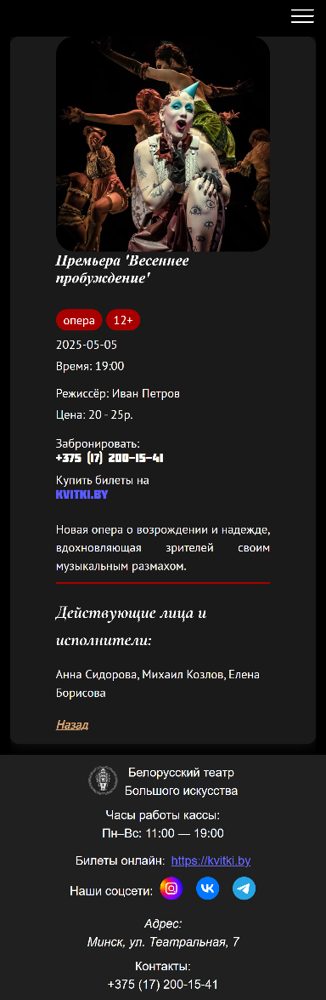 Премьера 'Весеннее
пробуждение'
опера 12+
2025-05-05
Время: 19:00
Режиссёр: Иван Петров
Цена: 20 - 25р.
Забронировать:
+375 (17) 200-15-41
Купить билеты на
KVITKI.BY
Новая опера о возрождении и надежде,
вдохновляющая зрителей своим
музыкальным размахом.
Действующие лица и
исполнители:
Анна Сидорова, Михаил Козлов, Елена
Борисова
Назад
Белорусский театр
Большого искусства
Часы работы кассы:
Пн–Вс: 11:00 — 19:00
Билеты онлайн: https://kvitki.by
Наши соцсети:
Адрес:
Минск, ул. Театральная, 7
Контакты:
+375 (17) 200-15-41